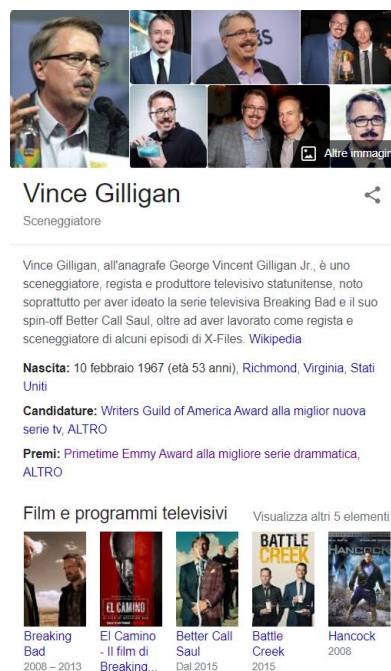 Altre immagin
Vince Gilligan
Sceneggiatore
Vince Gilligan, all'anagrafe George Vincent Gilligan Jr., è uno
sceneggiatore, regista e produttore televisivo statunitense, noto
soprattutto per aver ideato la serie televisiva Breaking Bad e il suo
spin-off Better Call Saul, oltre ad aver lavorato come regista e
sceneggiatore di alcuni episodi di X-Files. Wikipedia
Nascita: 10 febbraio 1967 (età 53 anni), Richmond, Virginia, Stati
Uniti
Candidature: Writers Guild of America Award alla miglior nuova
serie tv, ALTRO
Premi: Primetime Emmy Award alla migliore serie drammatica,
ALTRO
Film e programmi televisivi Visualizza altri 5 elementi
EL CAMINO
BATTLE
CREEK
HANCOCK
Breaking
Bad
2008 – 2013
El Camino
- Il film di
Breaking...
Better Call
Saul
Dal 2015
Battle
Creek
2015
Hancock
2008